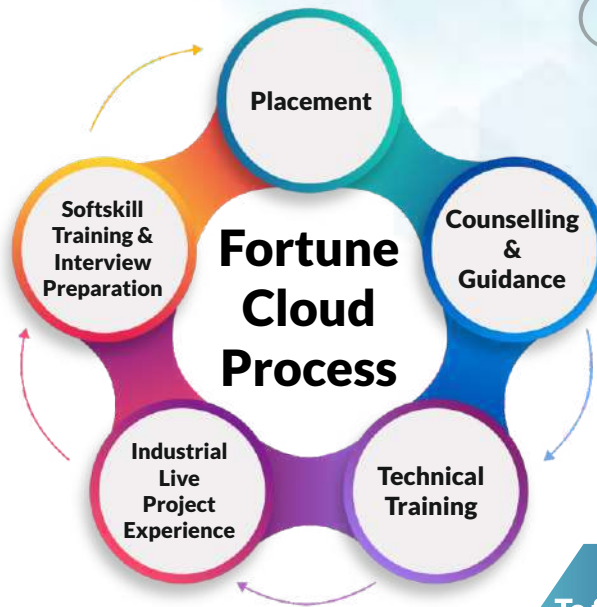 Placement
Counselling
&
Guidance
Technical
Training
Industrial
Live
Project
Experience
Softskill
Training &
Interview
Preparation
Fortune
Cloud
Process